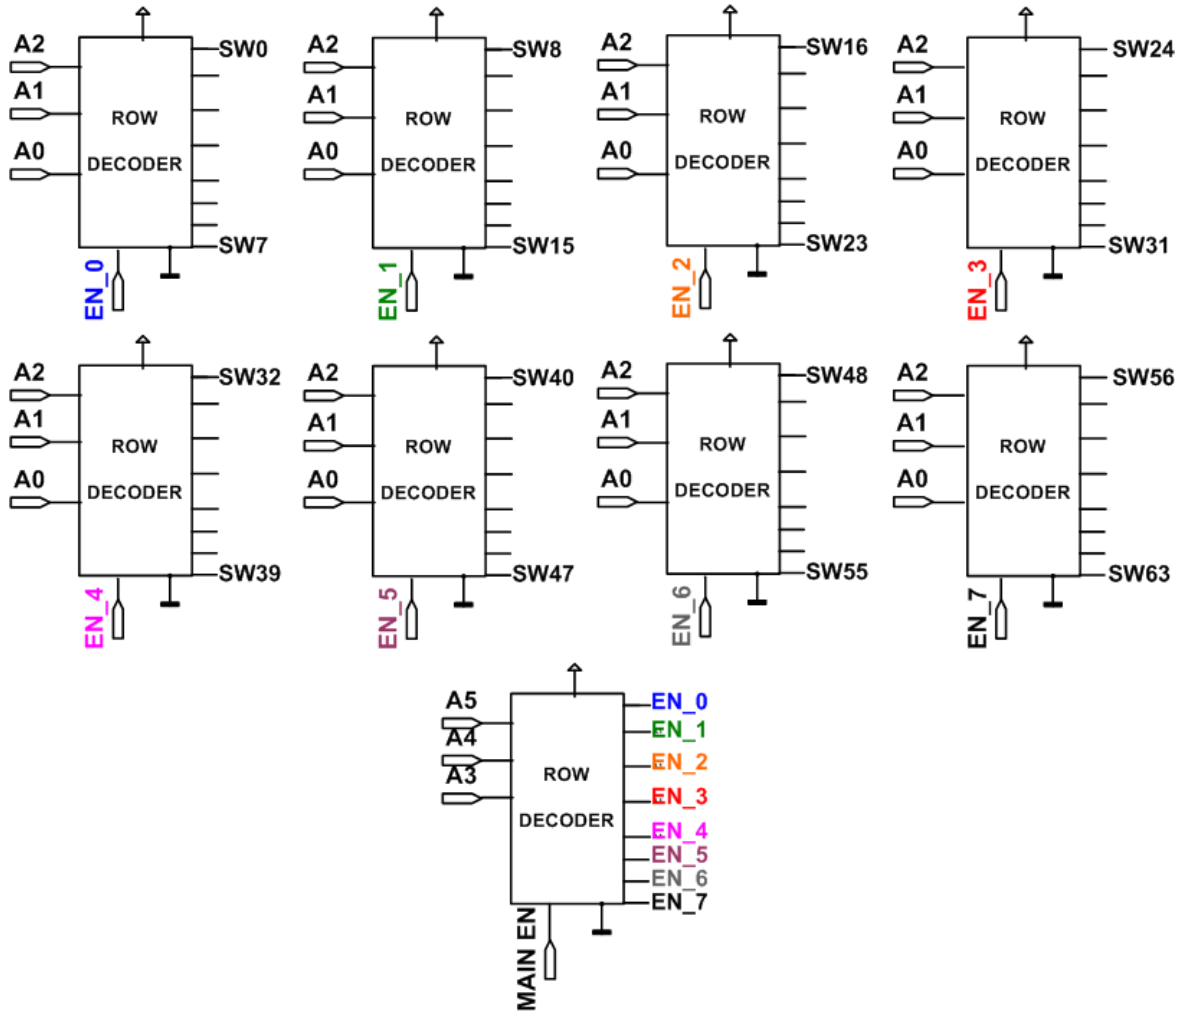 A2 SW0 A2 SW8 A2 SW16 A2 SW24
A1 ROW A1 ROW A1 ROW A1 ROW
A0 DECODER A0 DECODER A0 DECODER A0 DECODER
SW7 SW15 SW23 SW31
EN_0 EN_1 EN_2 EN_3
A2 SW32 A2 SW40 A2 SW48 A2 SW56
A1 ROW A1 ROW A1 ROW A1 ROW
A0 DECODER A0 DECODER A0 DECODER A0 DECODER
SW39 SW47 SW55 SW63
EN_4 EN_5 EN_6 EN_7
A5 EN_0
EN_1
A4 EN_2
A3 ROW EN_3
DECODER EN_4
EN_5
EN_6
EN_7
MAIN EN